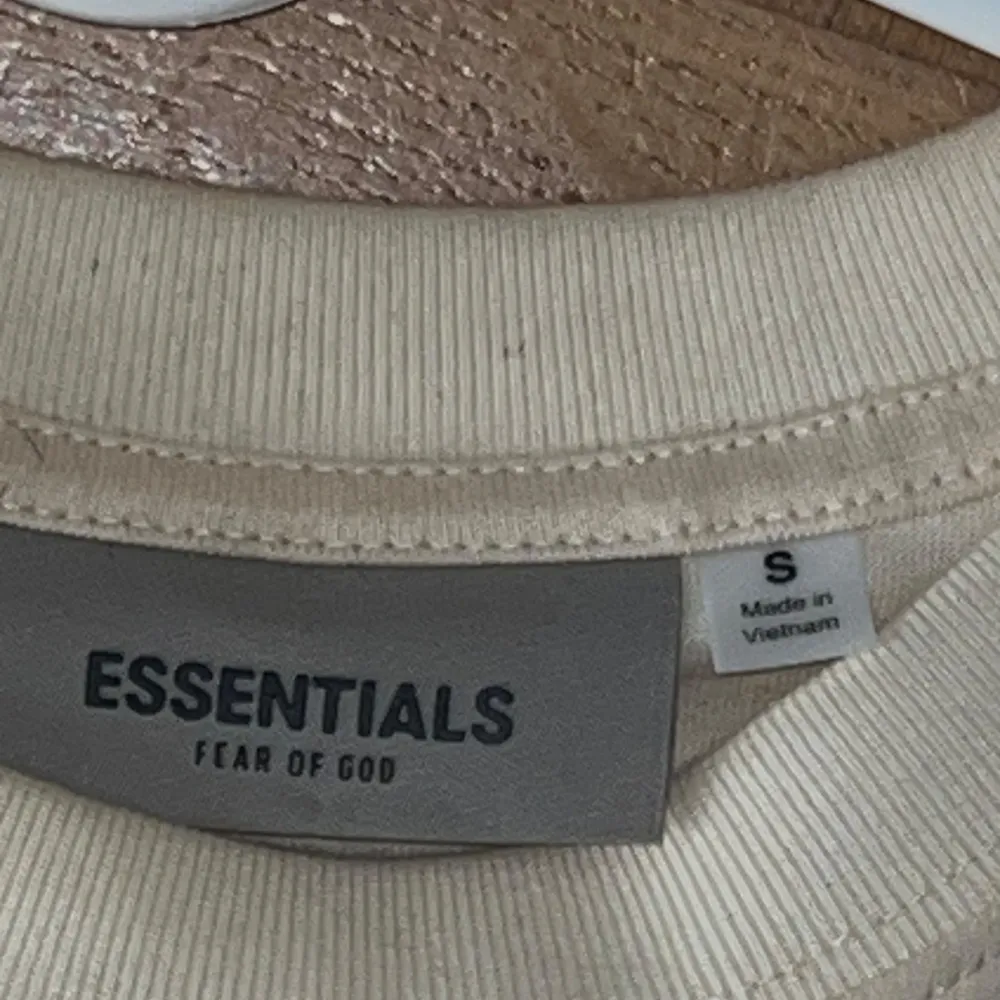 S
Made in
Vietnam
ESSENTIALS
FEAR OF GOD